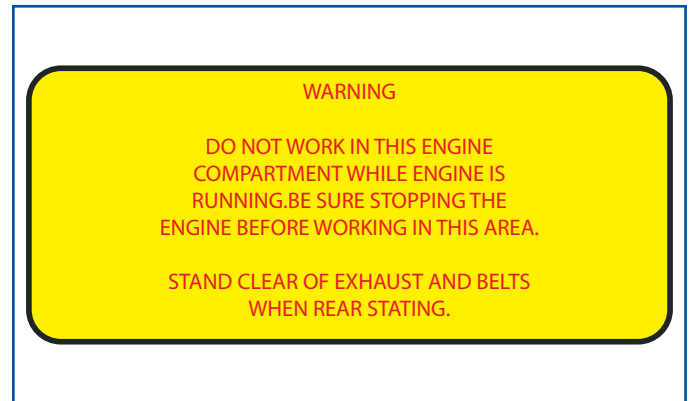 WARNING
DO NOT WORK IN THIS ENGINE
COMPARTMENT WHILE ENGINE IS
RUNNING.BE SURE STOPPING THE
ENGINE BEFORE WORKING IN THIS AREA.
STAND CLEAR OF EXHAUST AND BELTS
WHEN REAR STATING.